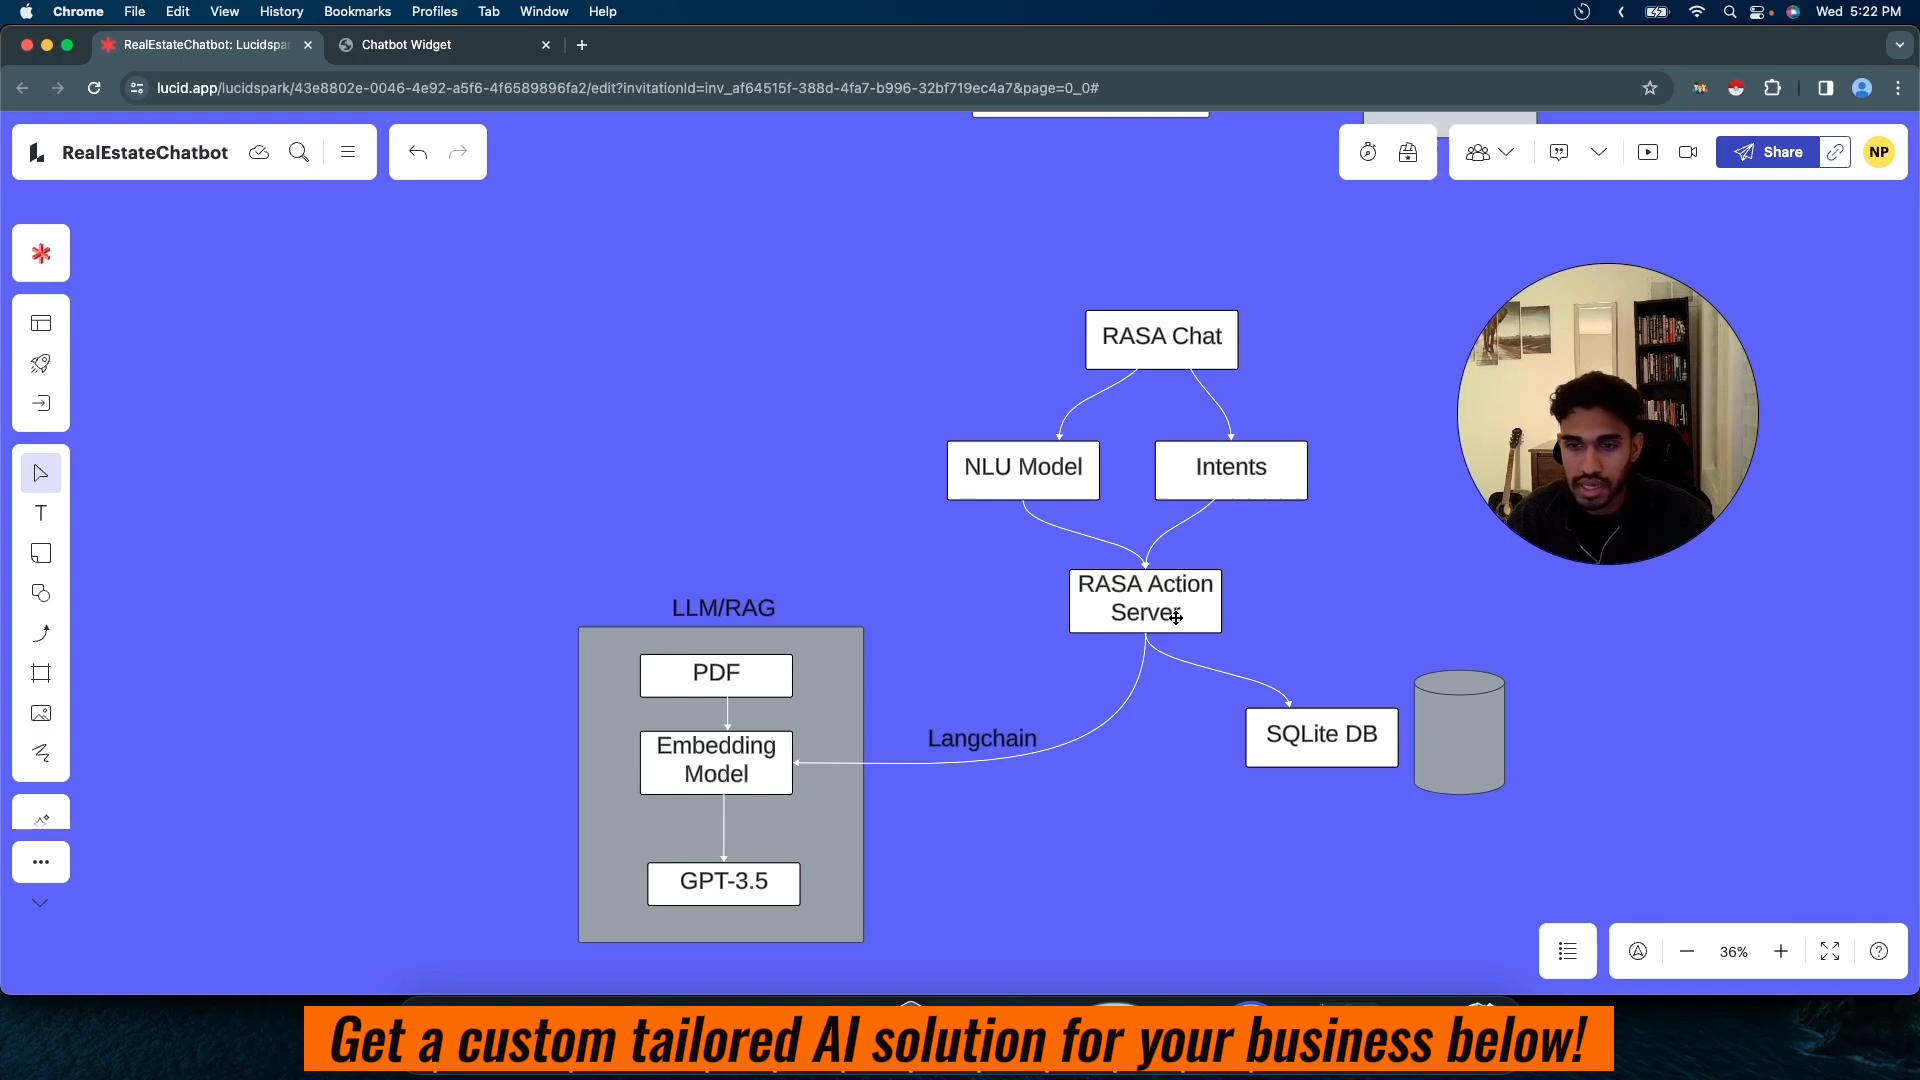 Chrome File Edit View History Bookmarks Profiles Tab Window Help Wed 5:22 PM
RealEstateChatbot: Lucidspa Chatbot Widget
lucid.app/lucidspark/43e8802e-0046-4e92-a5f6-4f6589896fa2/edit?invitationId=inv_af64515f-388d-4fa7-b996-32bf719ec4a7&page=0_0#
RealEstateChatbot Share NP
RASA Chat
NLU Model Intents
RASA Action
Server
LLM/RAG
PDF
Embedding
Model
GPT-3.5
Langchain
SQLite DB
T
36%
Get a custom tailored AI solution for your business below!